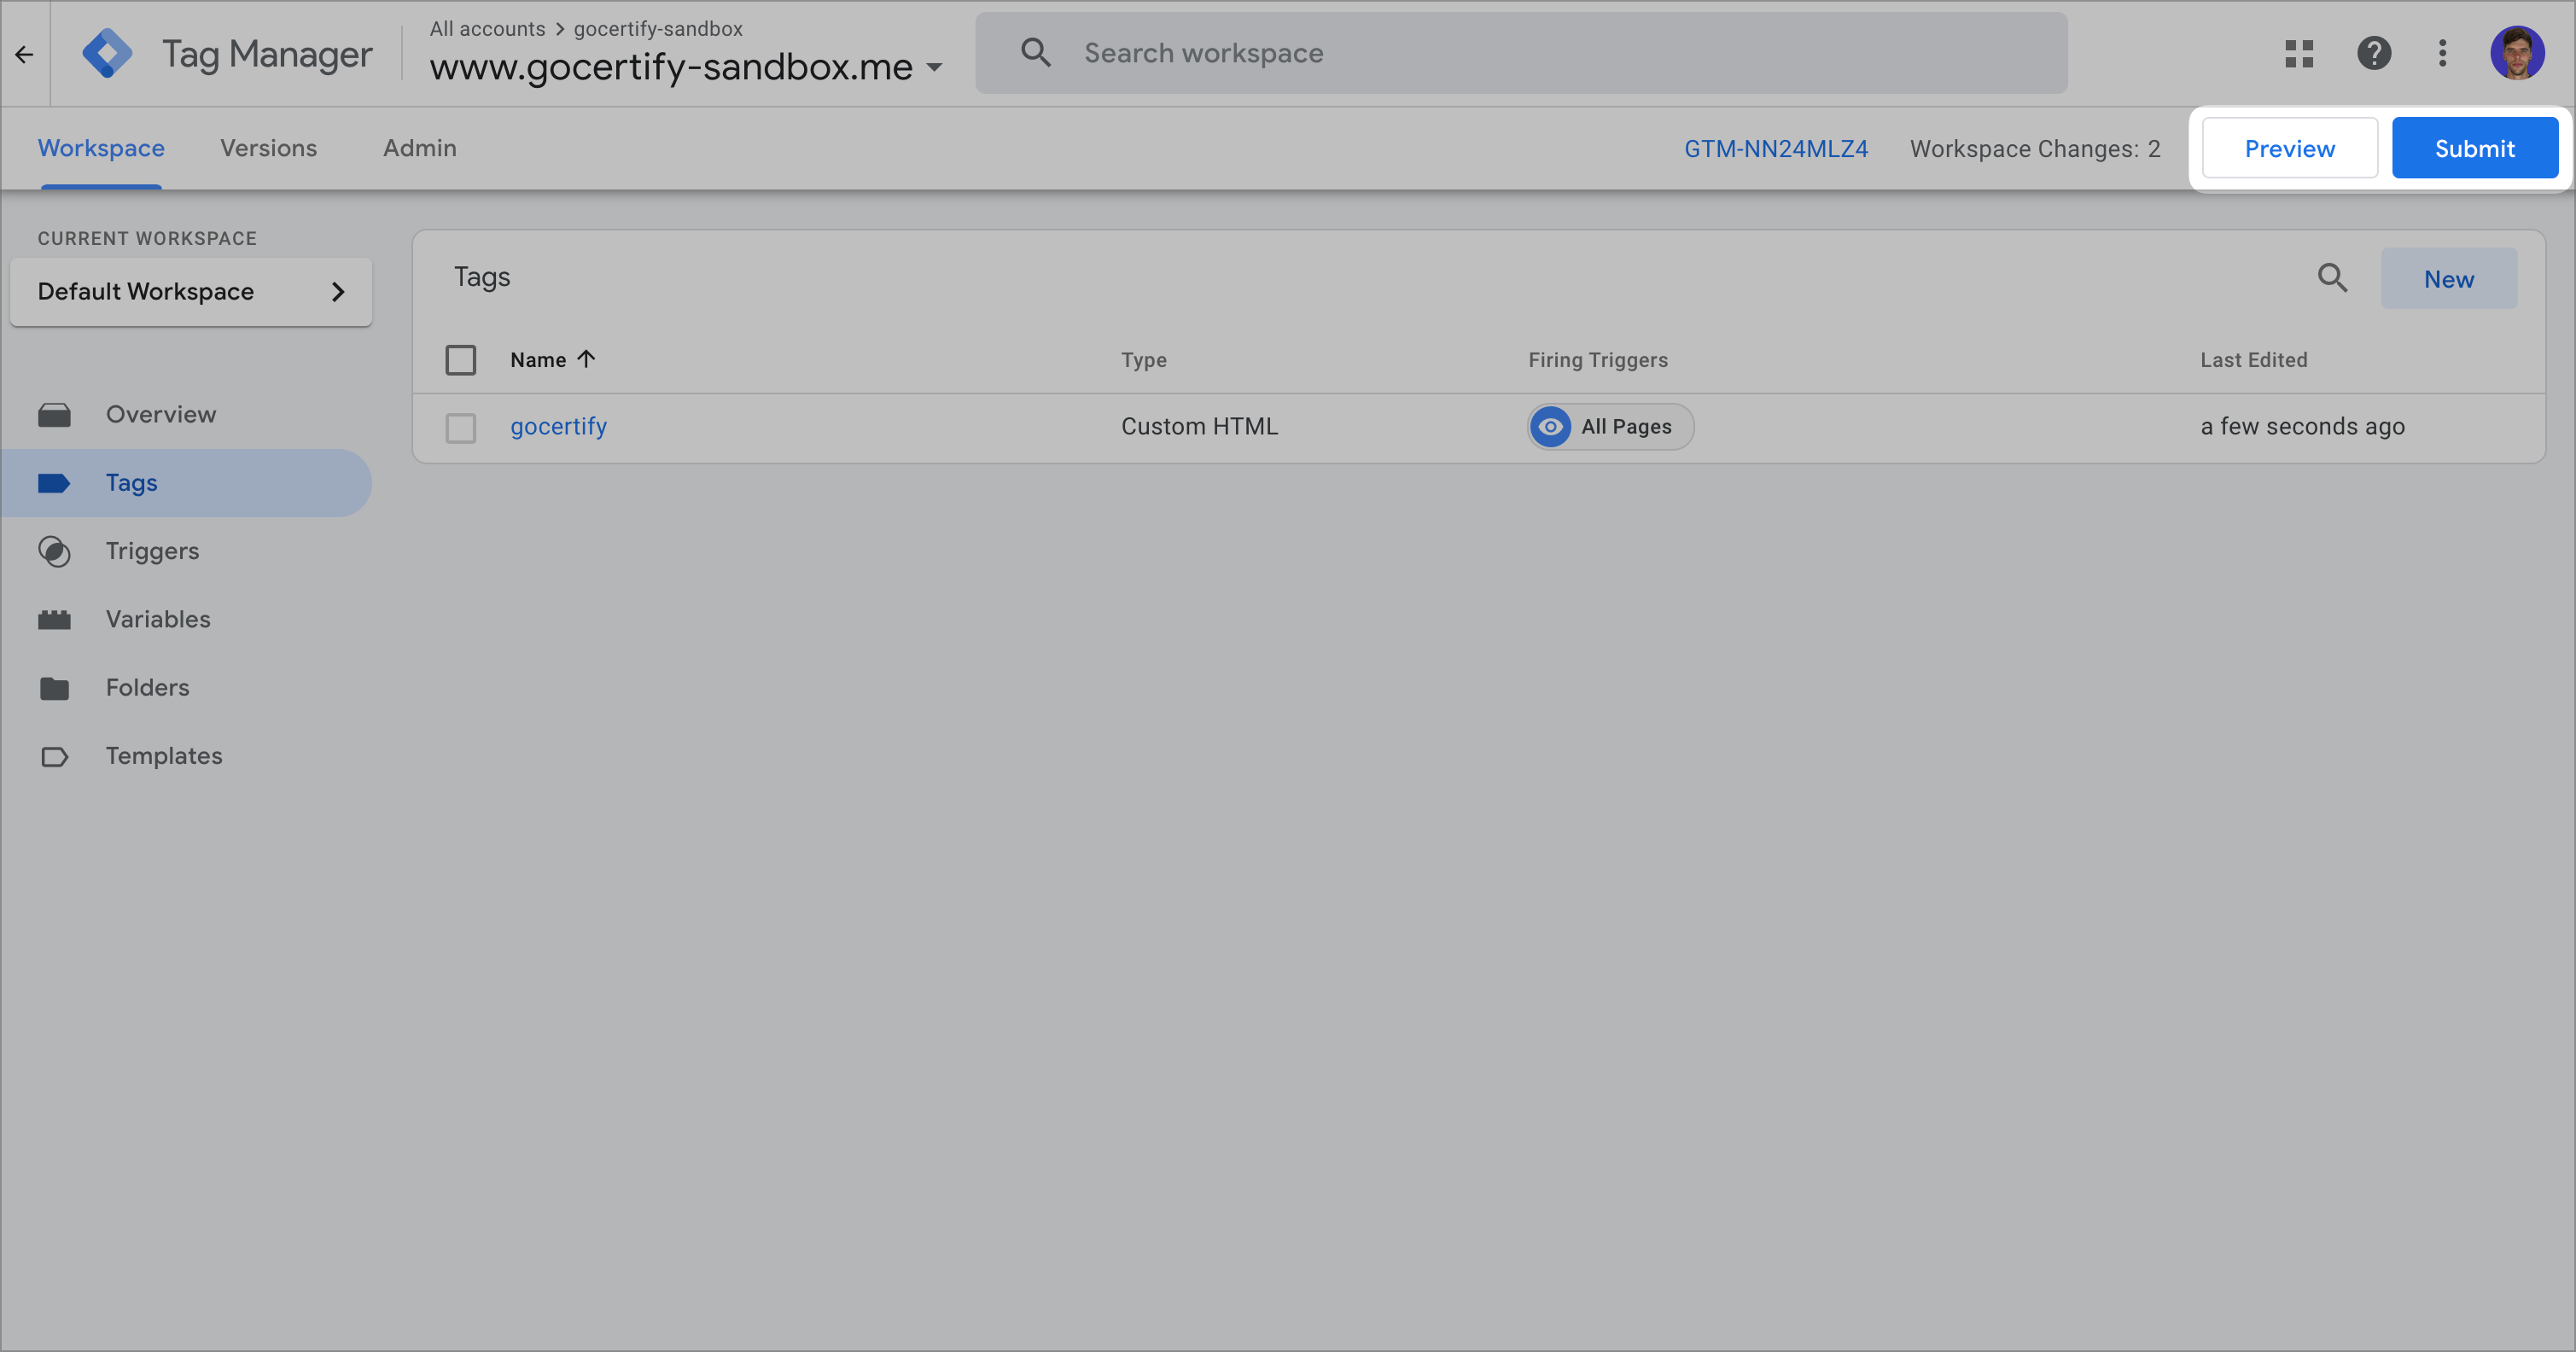 Tag Manager
All accounts > gocertify-sandbox
www.gocertify-sandbox.me
Search workspace
Workspace
Versions
Admin
GTM-NN24MLZ4
Workspace Changes: 2
Preview
Submit
CURRENT WORKSPACE
Default Workspace
Overview
Tags
Triggers
Variables
Folders
Templates
Tags
New
Name
Type
Firing Triggers
Last Edited
gocertify
Custom HTML
All Pages
a few seconds ago